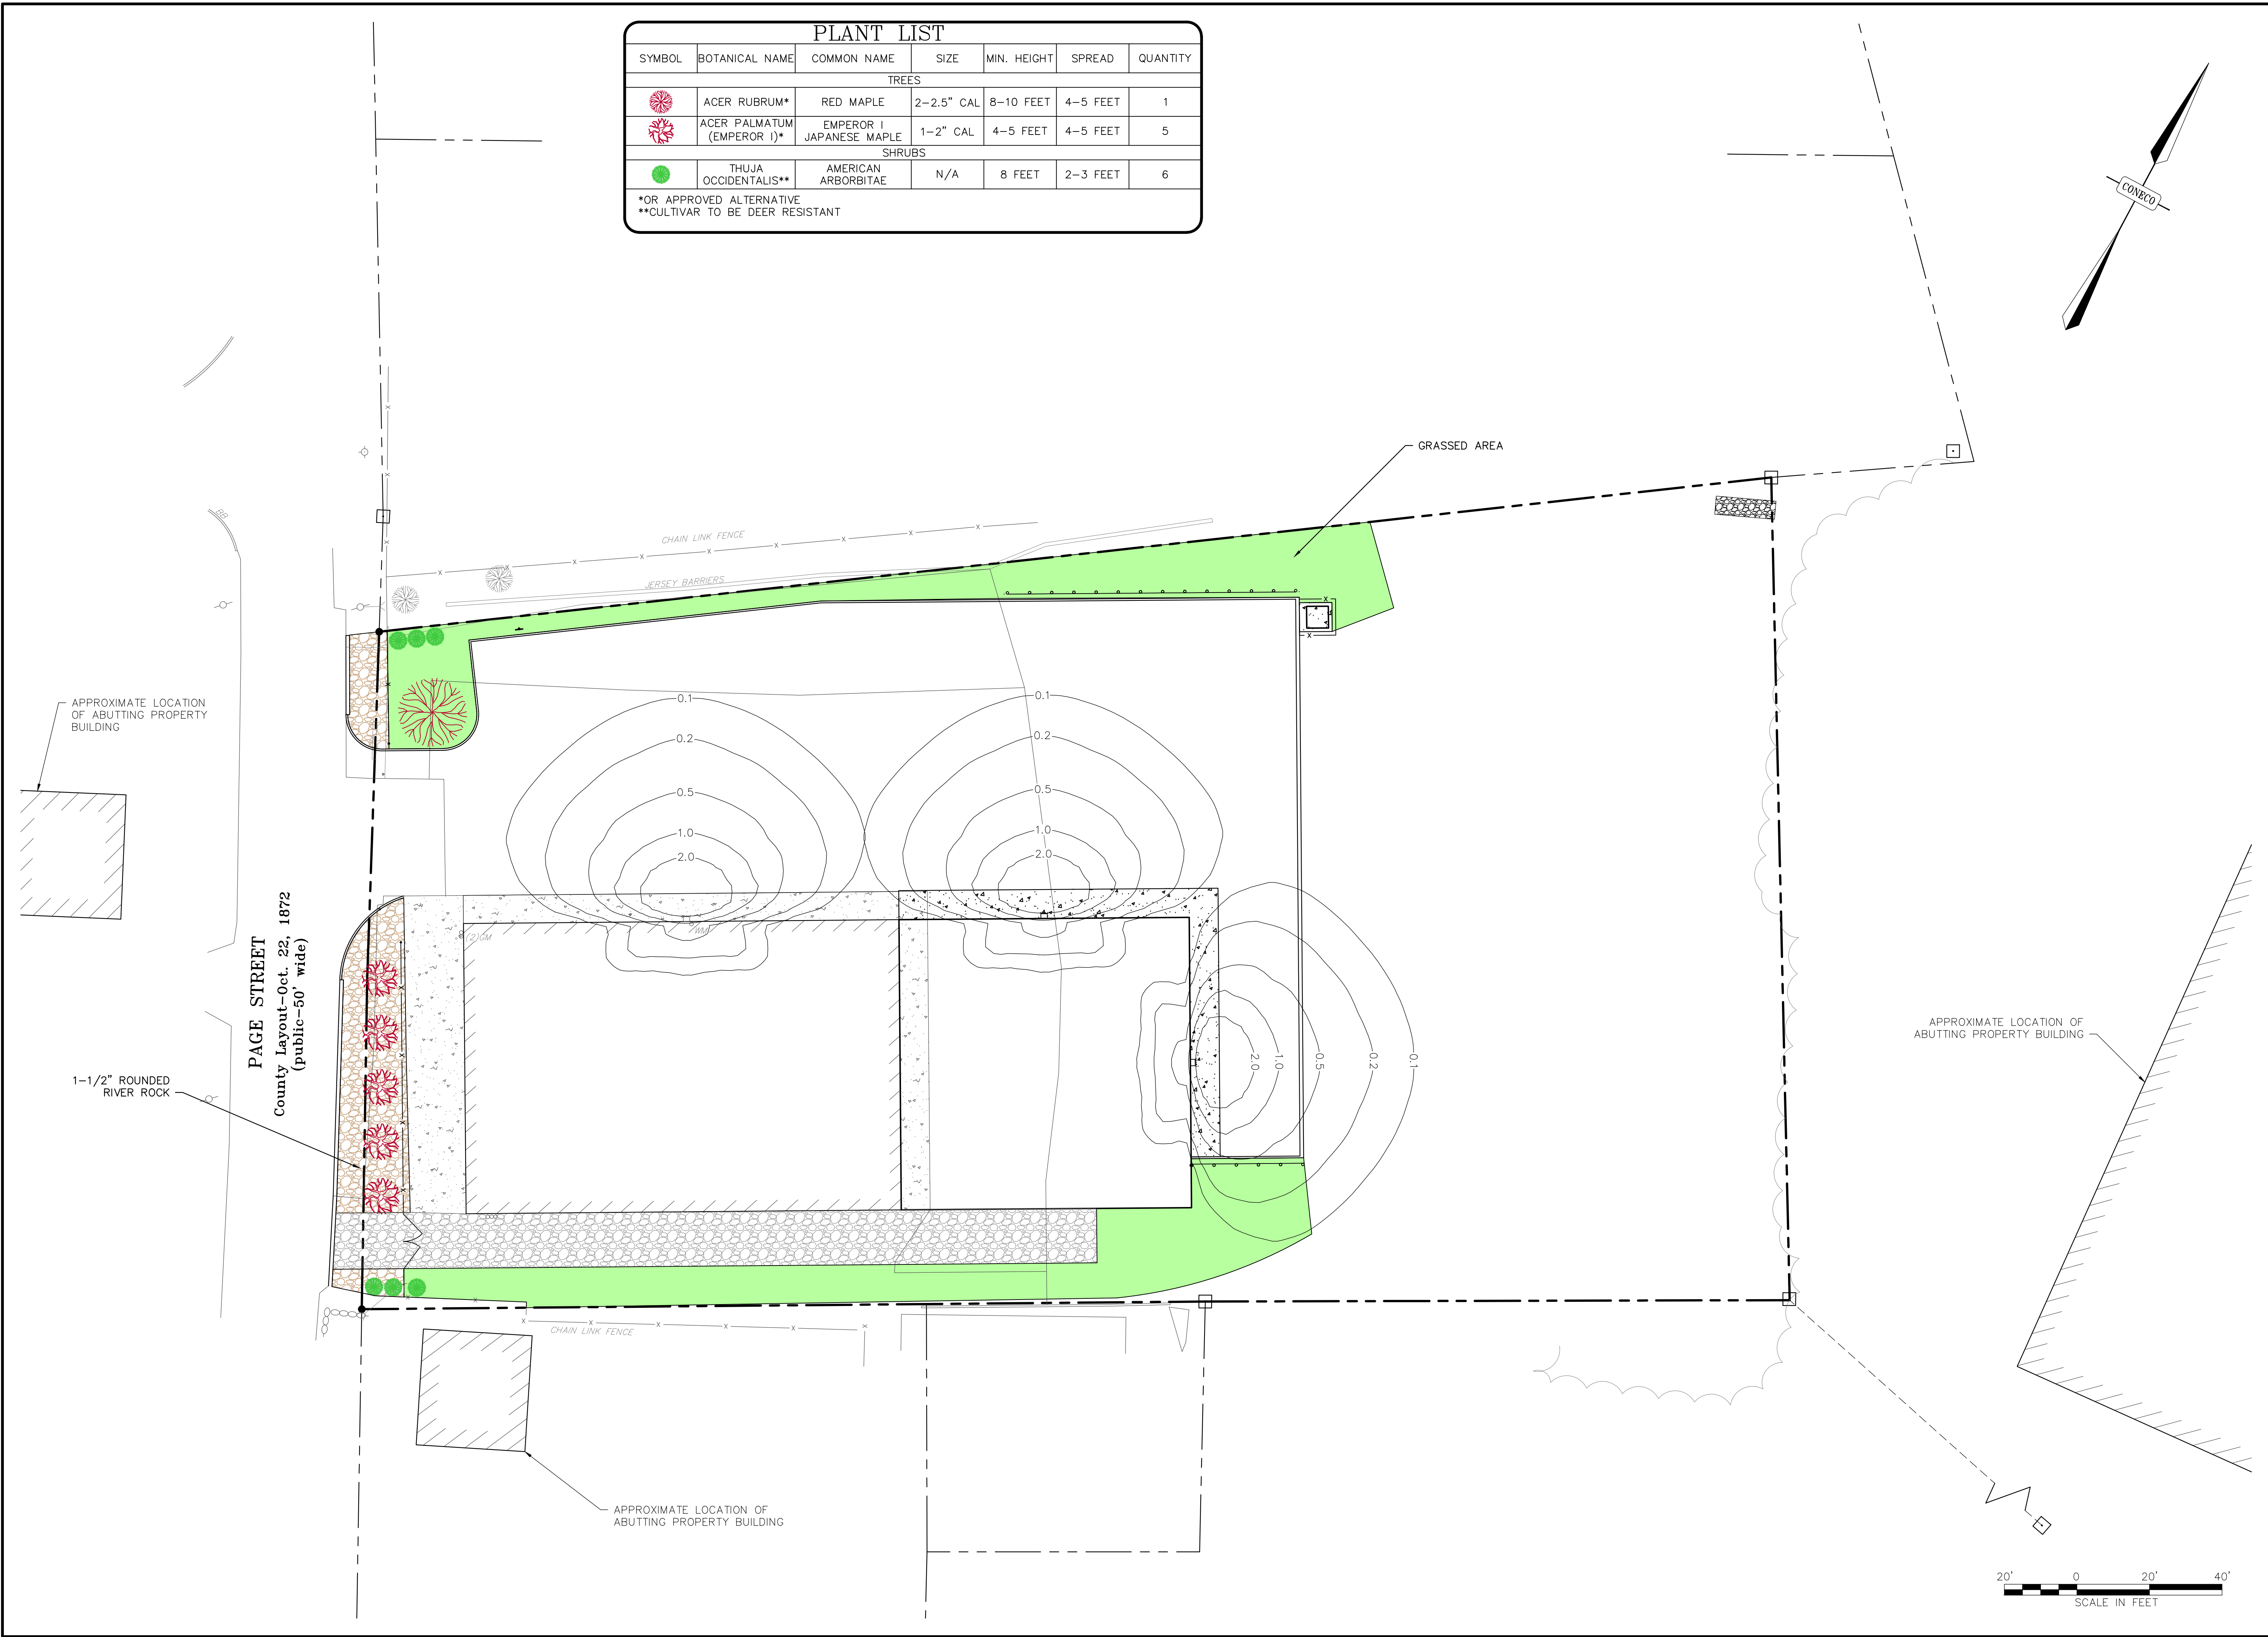 PLANT LIST
SYMBOL BOTANICAL NAME COMMON NAME SIZE MIN. HEIGHT SPREAD QUANTITY
TREES
ACER RUBRUM* RED MAPLE 2-2.5" CAL 8-10 FEET 4-5 FEET 1
ACER PALMATUM (EMPEROR I)* EMPEROR I JAPANESE MAPLE 1-2" CAL 4-5 FEET 4-5 FEET 5
SHRUBS
THUJA OCCIDENTALIS** AMERICAN ARBORBITAE N/A 8 FEET 2-3 FEET 6
*OR APPROVED ALTERNATIVE
**CULTIVAR TO BE DEER RESISTANT
CONECO
GRASSED AREA
CHAIN LINK FENCE
JERSEY BARRIERS
APPROXIMATE LOCATION
OF ABUTTING PROPERTY
BUILDING
0.1
0.2
0.5
1.0
2.0
0.1
0.2
0.5
1.0
2.0
PAGE STREET
County Layout-Oct. 22, 1872
(public-50' wide)
(2)GM
WM
2.0
1.0
0.5
0.2
0.1
1-1/2" ROUNDED
RIVER ROCK
APPROXIMATE LOCATION OF
ABUTTING PROPERTY BUILDING
CHAIN LINK FENCE
APPROXIMATE LOCATION OF
ABUTTING PROPERTY BUILDING
20' 0 20' 40'
SCALE IN FEET